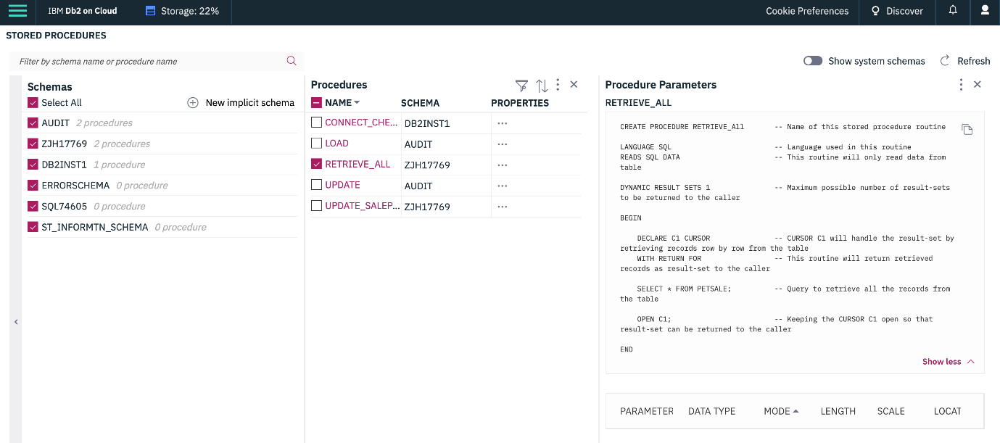 IBM Db2 on Cloud
Storage: 22%
Cookie Preferences
Discover
STORED PROCEDURES
Filter by schema name or procedure name
Show system schemas
Refresh
Schemas
Select All
New implicit schema
AUDIT 2 procedures
ZJH17769 2 procedures
DB2INST1 1 procedure
ERRORSCHEMA 0 procedure
SQL74605 0 procedure
ST_INFORMTN_SCHEMA 0 procedure
Procedures
NAME SCHEMA PROPERTIES
CONNECT_CHE... DB2INST1 ...
LOAD AUDIT ...
RETRIEVE_ALL ZJH17769 ...
UPDATE AUDIT ...
UPDATE_SALEP... ZJH17769 ...
Procedure Parameters
RETRIEVE_ALL
CREATE PROCEDURE RETRIEVE_All -- Name of this stored procedure routine
LANGUAGE SQL -- Language used in this routine
READS SQL DATA -- This routine will only read data from
table
DYNAMIC RESULT SETS 1 -- Maximum possible number of result-sets
to be returned to the caller
BEGIN
DECLARE C1 CURSOR -- CURSOR C1 will handle the result-set by
retrieving records row by row from the table
WITH RETURN FOR -- This routine will return retrieved
records as result-set to the caller
SELECT * FROM PETSALE; -- Query to retrieve all the records from
the table
OPEN C1; -- Keeping the CURSOR C1 open so that
result-set can be returned to the caller
END
Show less
PARAMETER DATA TYPE MODE LENGTH SCALE LOCAT